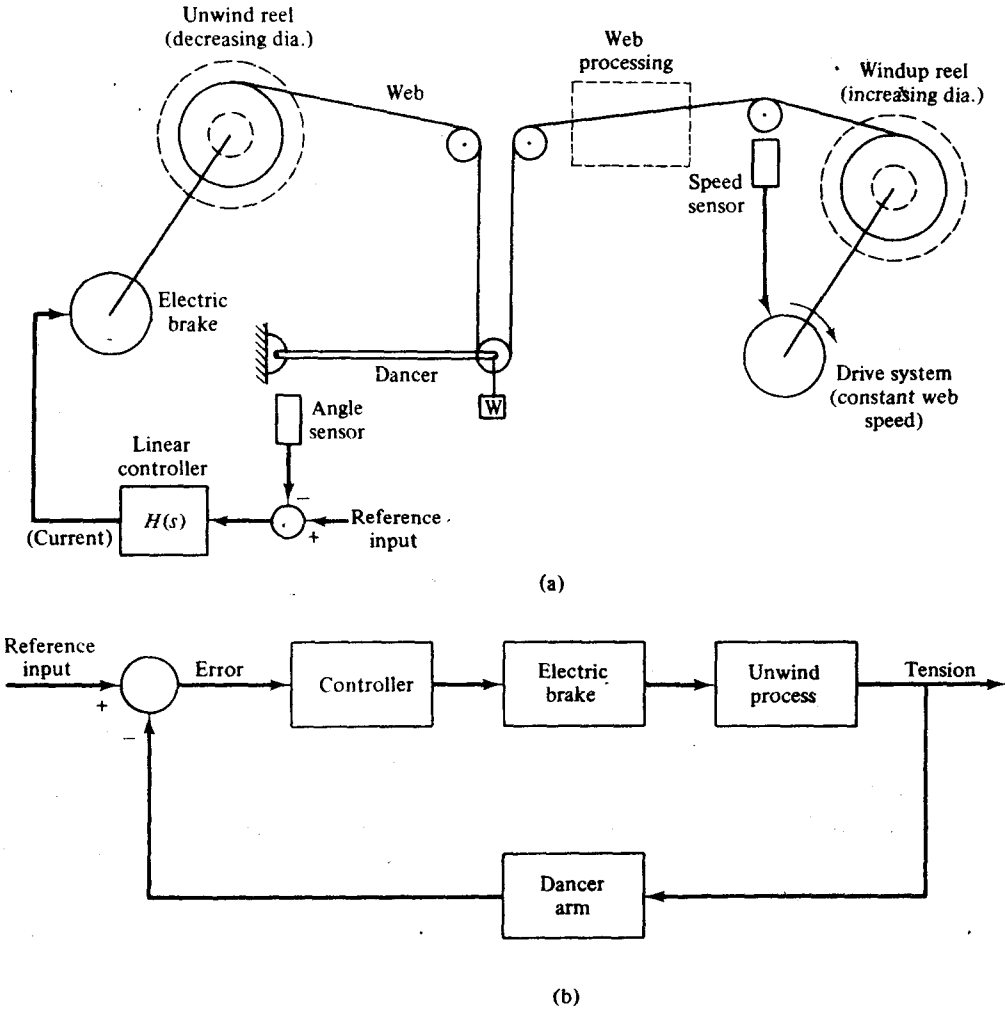 Unwind reel
(decreasing dia.)
Web
processing
Windup reel
(increasing dia.)
Web
Speed
sensor
Electric
brake
Dancer
W
Drive system
(constant web
speed)
Angle
sensor
Linear
controller
H(s)
−
+
Reference
input
(Current)
(a)
Reference
input
+
−
Error
Controller
Electric
brake
Unwind
process
Tension
Dancer
arm
(b)